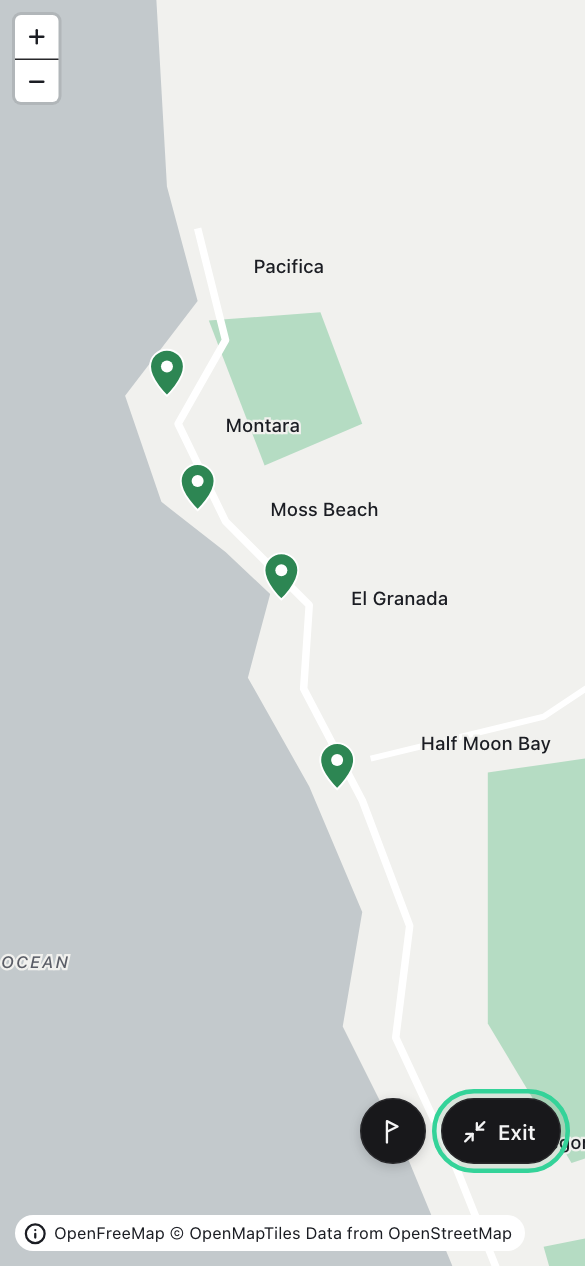 +
−
Pacifica
Montara
Moss Beach
El Granada
Half Moon Bay
OCEAN
Exit
OpenFreeMap © OpenMapTiles Data from OpenStreetMap